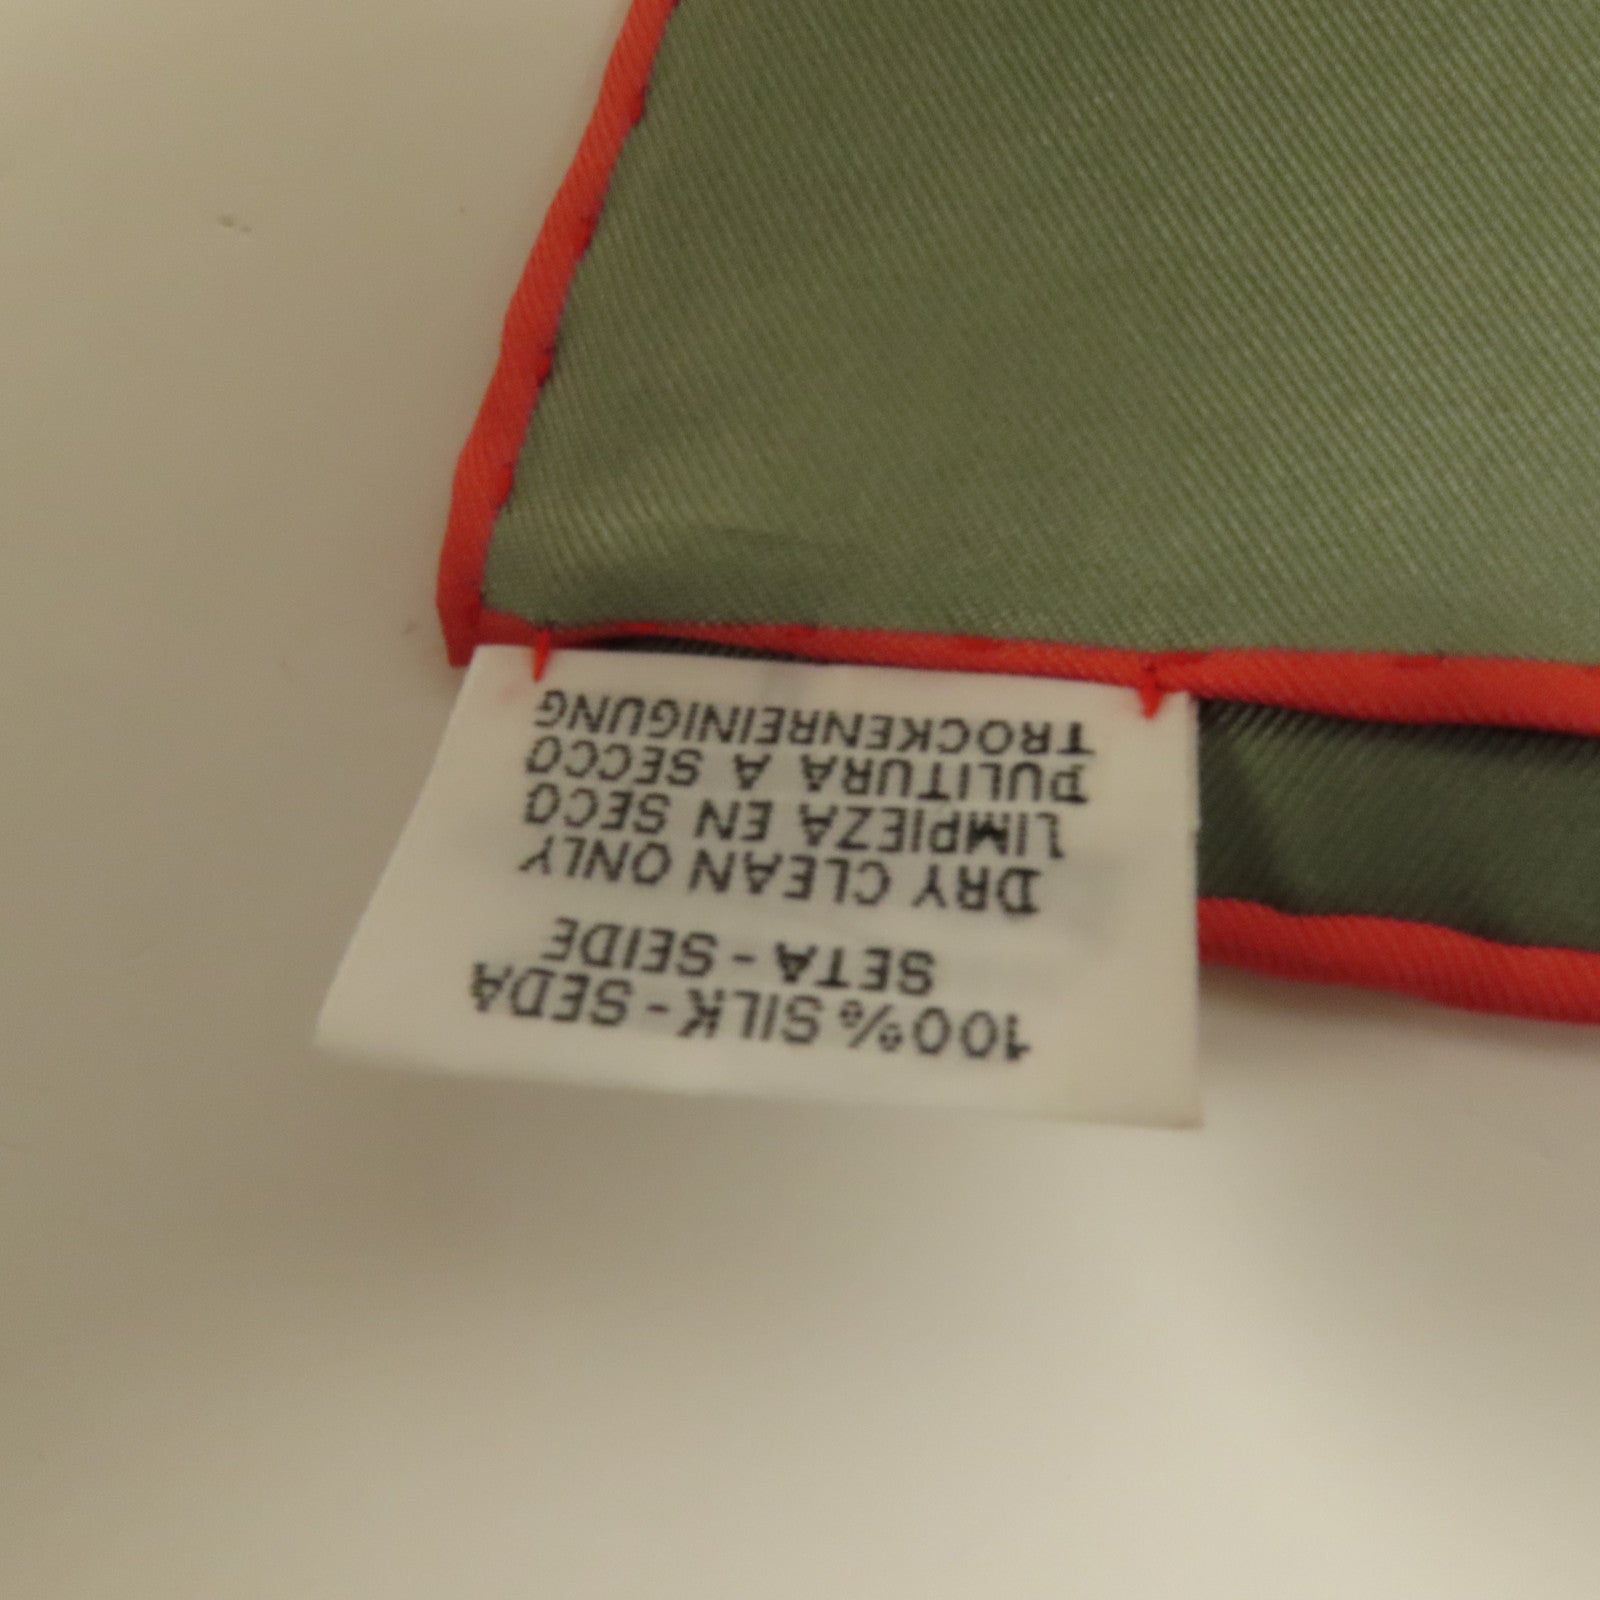 100% SILK - SEDA
SETA - SEIDE
DRY CLEAN ONLY
LIMPIEZA EN SECO
PULITURA A SECCO
TROCKENREINIGUNG